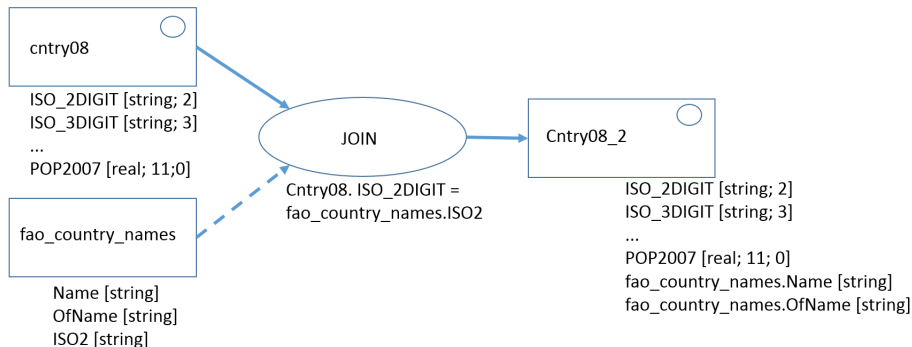 cntry08
ISO_2DIGIT [string; 2]
ISO_3DIGIT [string; 3]
...
POP2007 [real; 11;0]
fao_country_names
Name [string]
OfName [string]
ISO2 [string]
JOIN
Cntry08. ISO_2DIGIT =
fao_country_names.ISO2
Cntry08_2
ISO_2DIGIT [string; 2]
ISO_3DIGIT [string; 3]
...
POP2007 [real; 11; 0]
fao_country_names.Name [string]
fao_country_names.OfName [string]